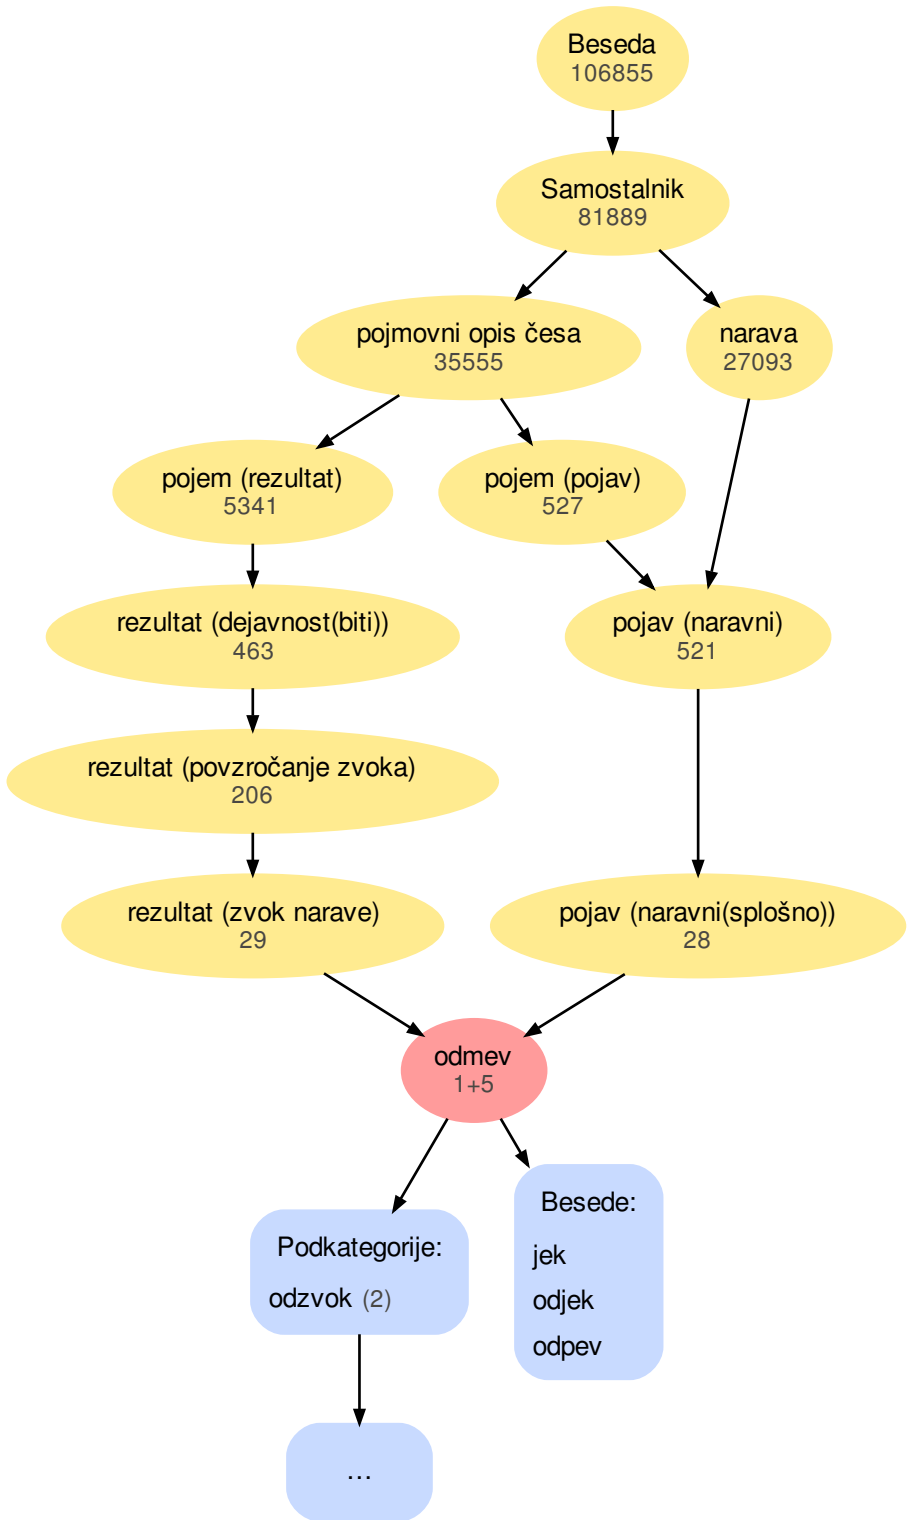 Beseda
106855
Samostalnik
81889
pojmovni opis česa
35555
narava
27093
pojem (rezultat)
5341
pojem (pojav)
527
rezultat (dejavnost(biti))
463
pojav (naravni)
521
rezultat (povzročanje zvoka)
206
rezultat (zvok narave)
29
pojav (naravni(splošno))
28
odmev
1+5
Podkategorije:
odzvok (2)
Besede:
jek
odjek
odpev
...